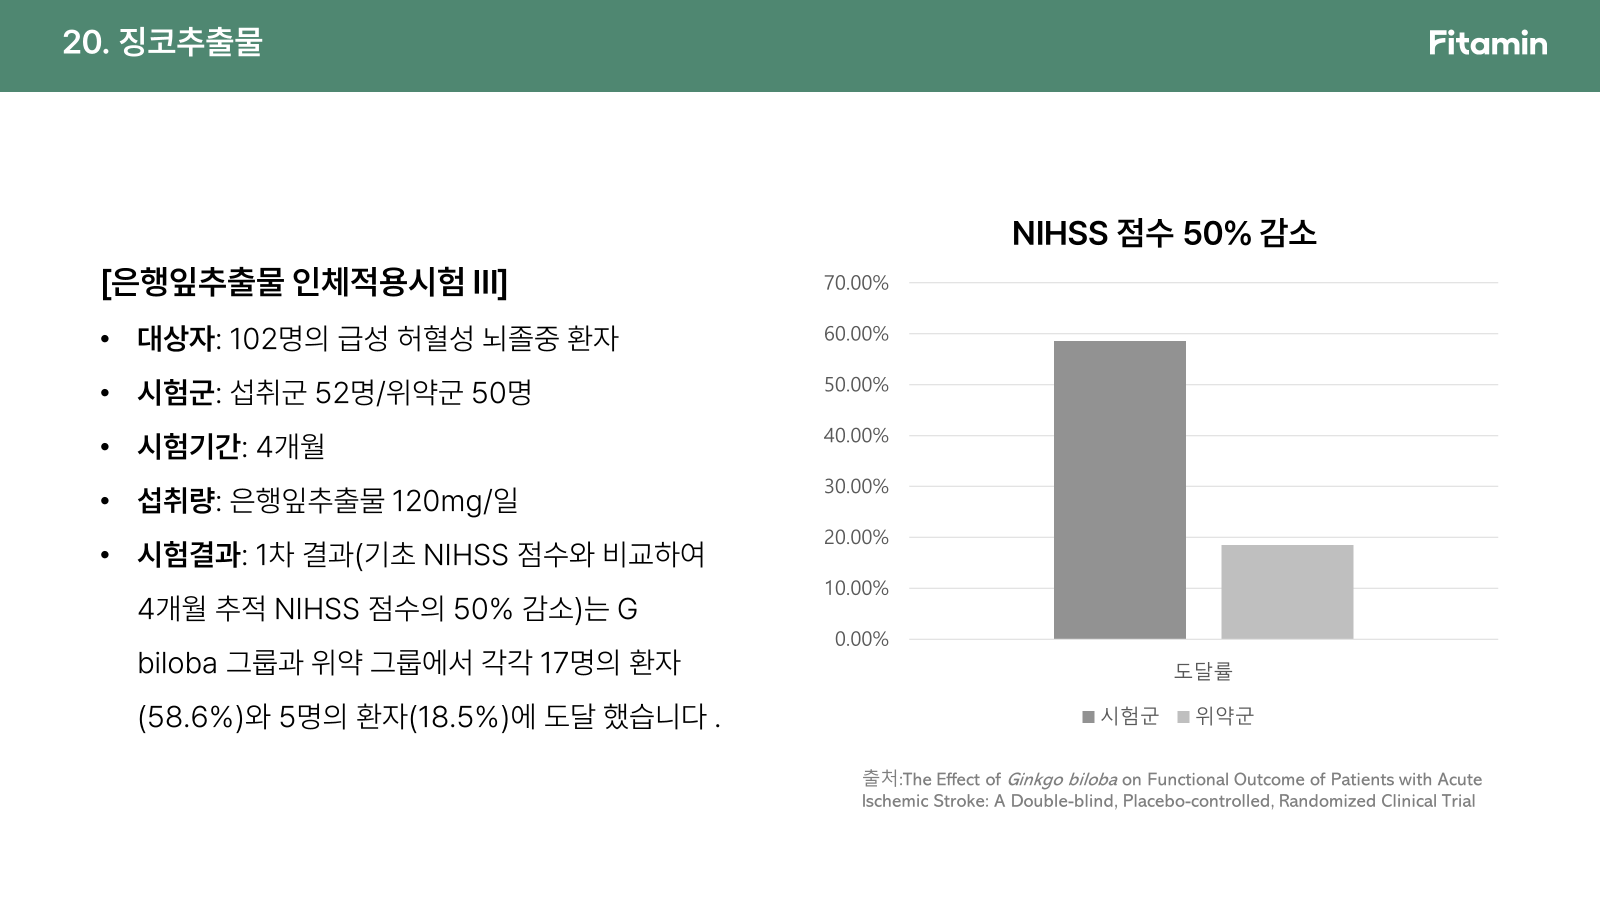 20. 징코추출물
Fitamin
[은행잎추출물 인체적용시험 III]
• 대상자: 102명의 급성 허혈성 뇌졸중 환자
• 시험군: 섭취군 52명/위약군 50명
• 시험기간: 4개월
• 섭취량: 은행잎추출물 120mg/일
• 시험결과: 1차 결과(기초 NIHSS 점수와 비교하여
4개월 추적 NIHSS 점수의 50% 감소)는 G
biloba 그룹과 위약 그룹에서 각각 17명의 환자
(58.6%)와 5명의 환자(18.5%)에 도달 했습니다 .
NIHSS 점수 50% 감소
70.00%
60.00%
50.00%
40.00%
30.00%
20.00%
10.00%
0.00%
도달률
시험군 위약군
출처:The Effect of Ginkgo biloba on Functional Outcome of Patients with Acute
Ischemic Stroke: A Double-blind, Placebo-controlled, Randomized Clinical Trial